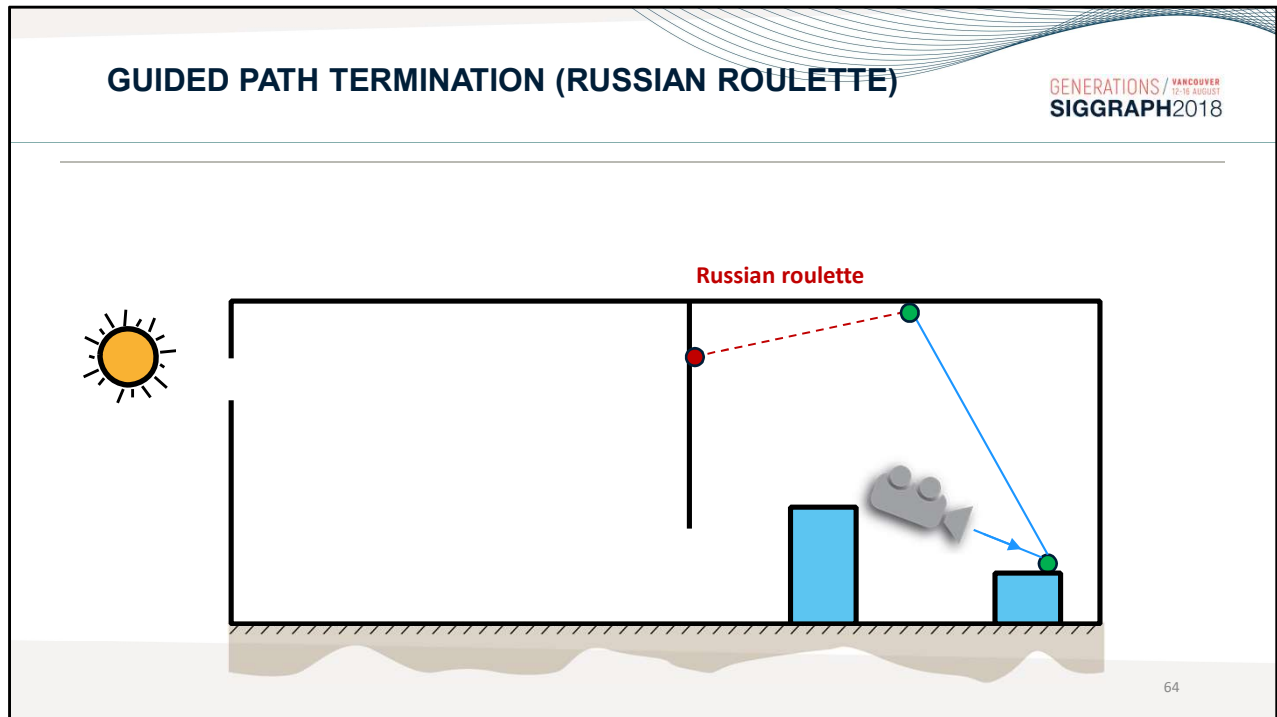 GUIDED PATH TERMINATION (RUSSIAN ROULETTE)
GENERATIONS / VANCOUVER
12-16 AUGUST
SIGGRAPH2018
Russian roulette
64